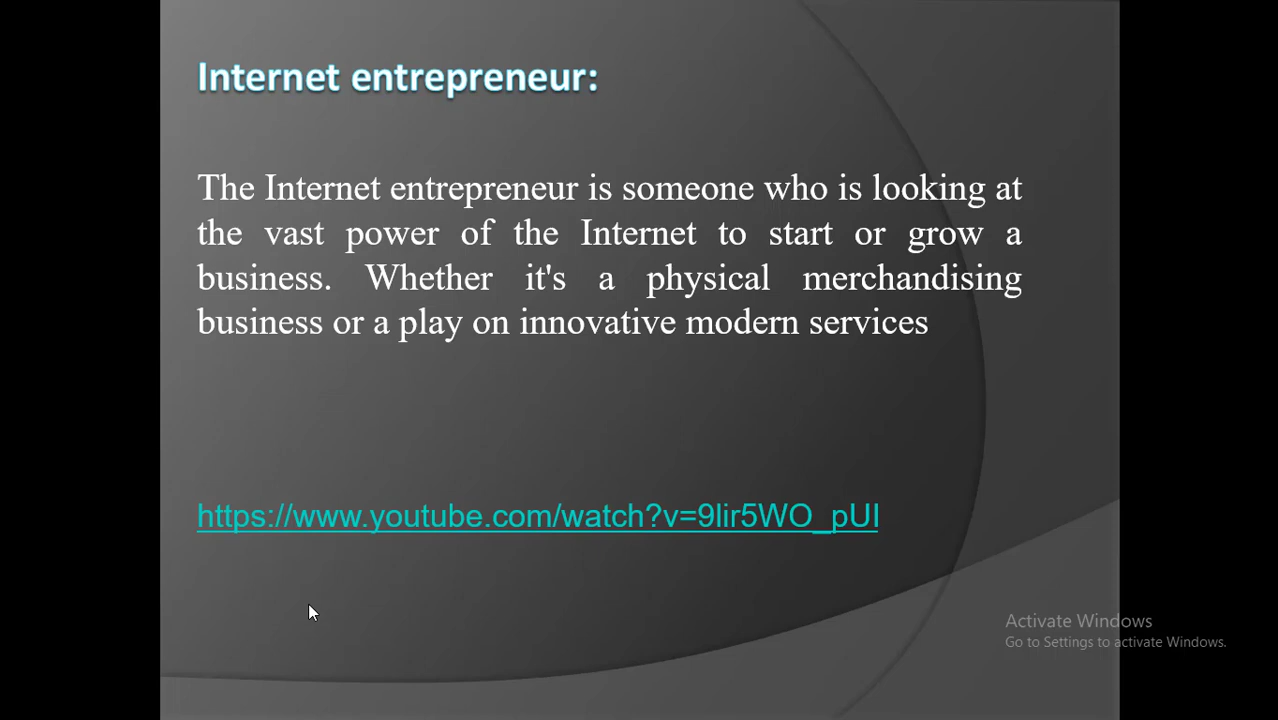 Internet entrepreneur:
The Internet entrepreneur is someone who is looking at
the vast power of the Internet to start or grow a
business. Whether it's a physical merchandising
business or a play on innovative modern services
https://www.youtube.com/watch?v=9lir5WO_pUI
Activate Windows
Go to Settings to activate Windows.